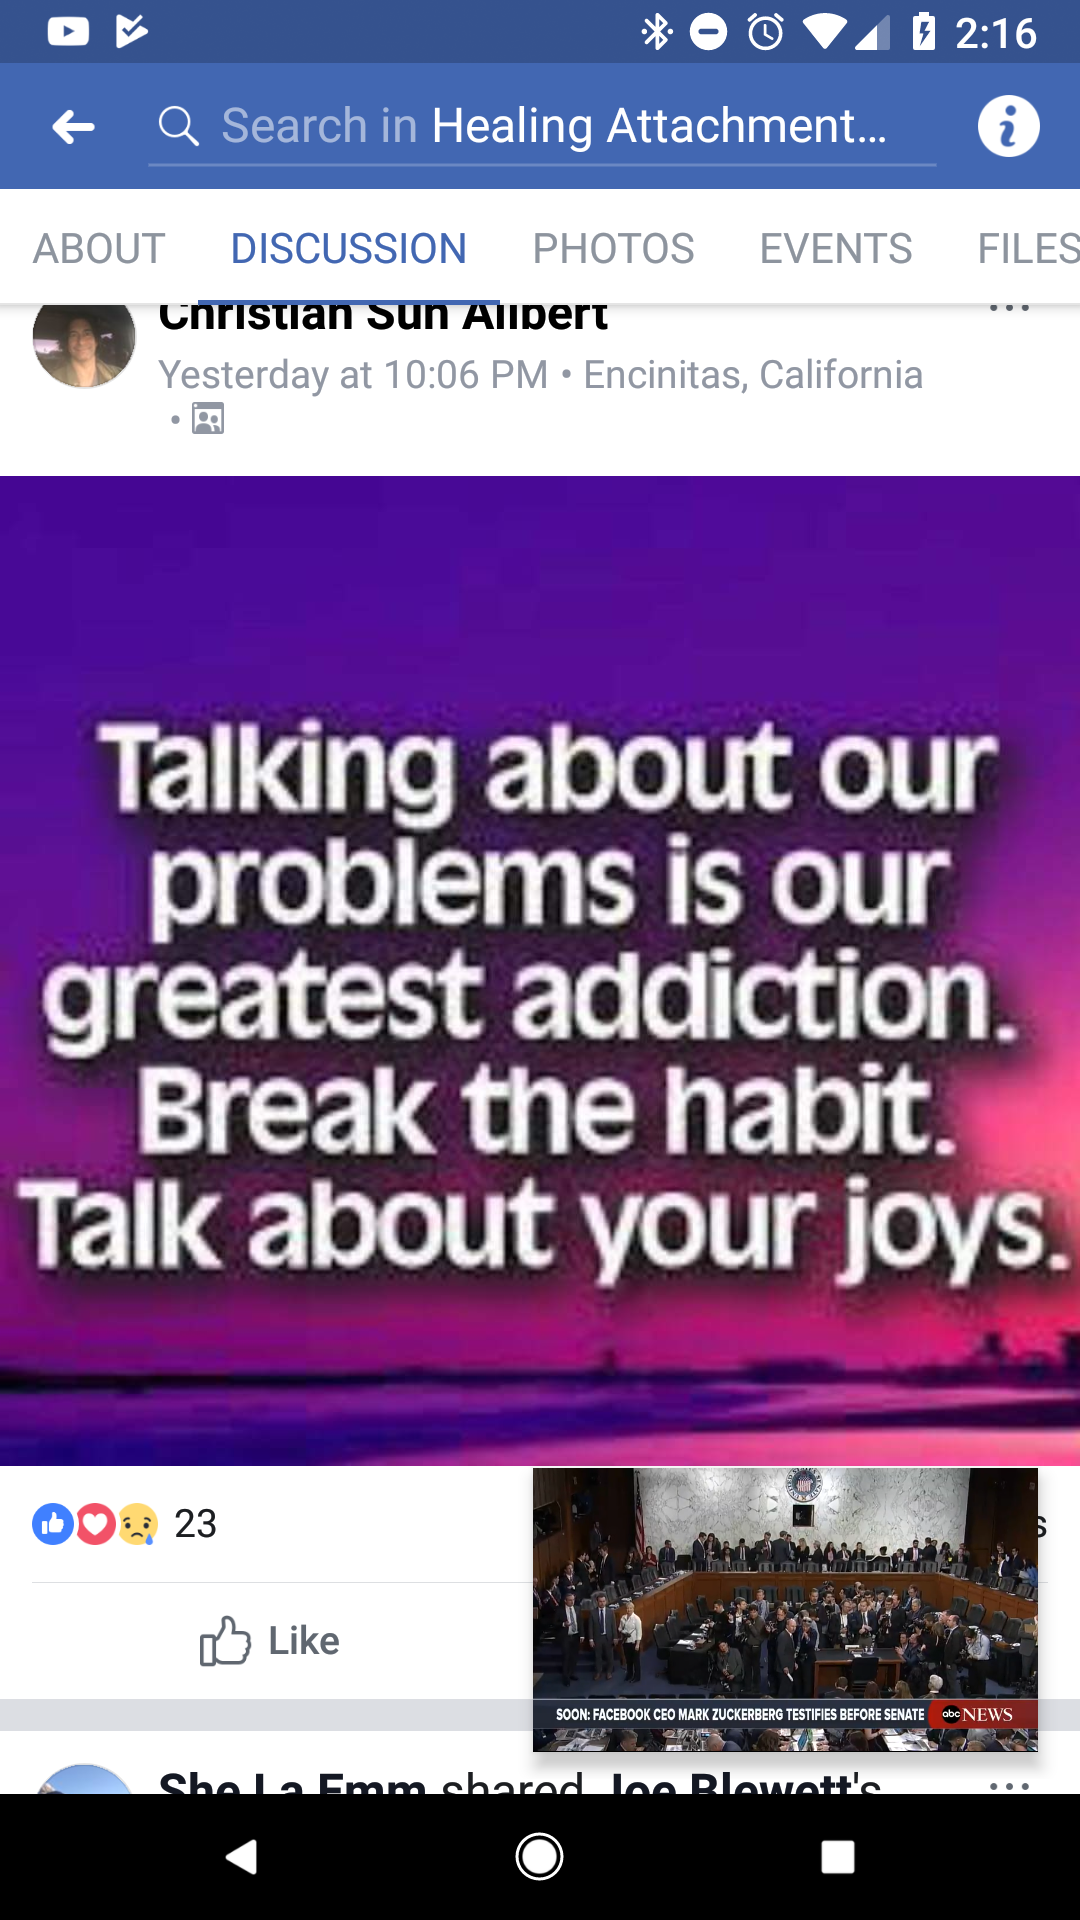 2:16
Search in Healing Attachment...
ABOUT DISCUSSION PHOTOS EVENTS FILES
Christian Sun Alibert
Yesterday at 10:06 PM • Encinitas, California
•
Talking about our
problems is our
greatest addiction.
Break the habit.
Talk about your joys.
23
s
Like
SOON: FACEBOOK CEO MARK ZUCKERBERG TESTIFIES BEFORE SENATE abc NEWS
She La Emm shared Joe Blewett's